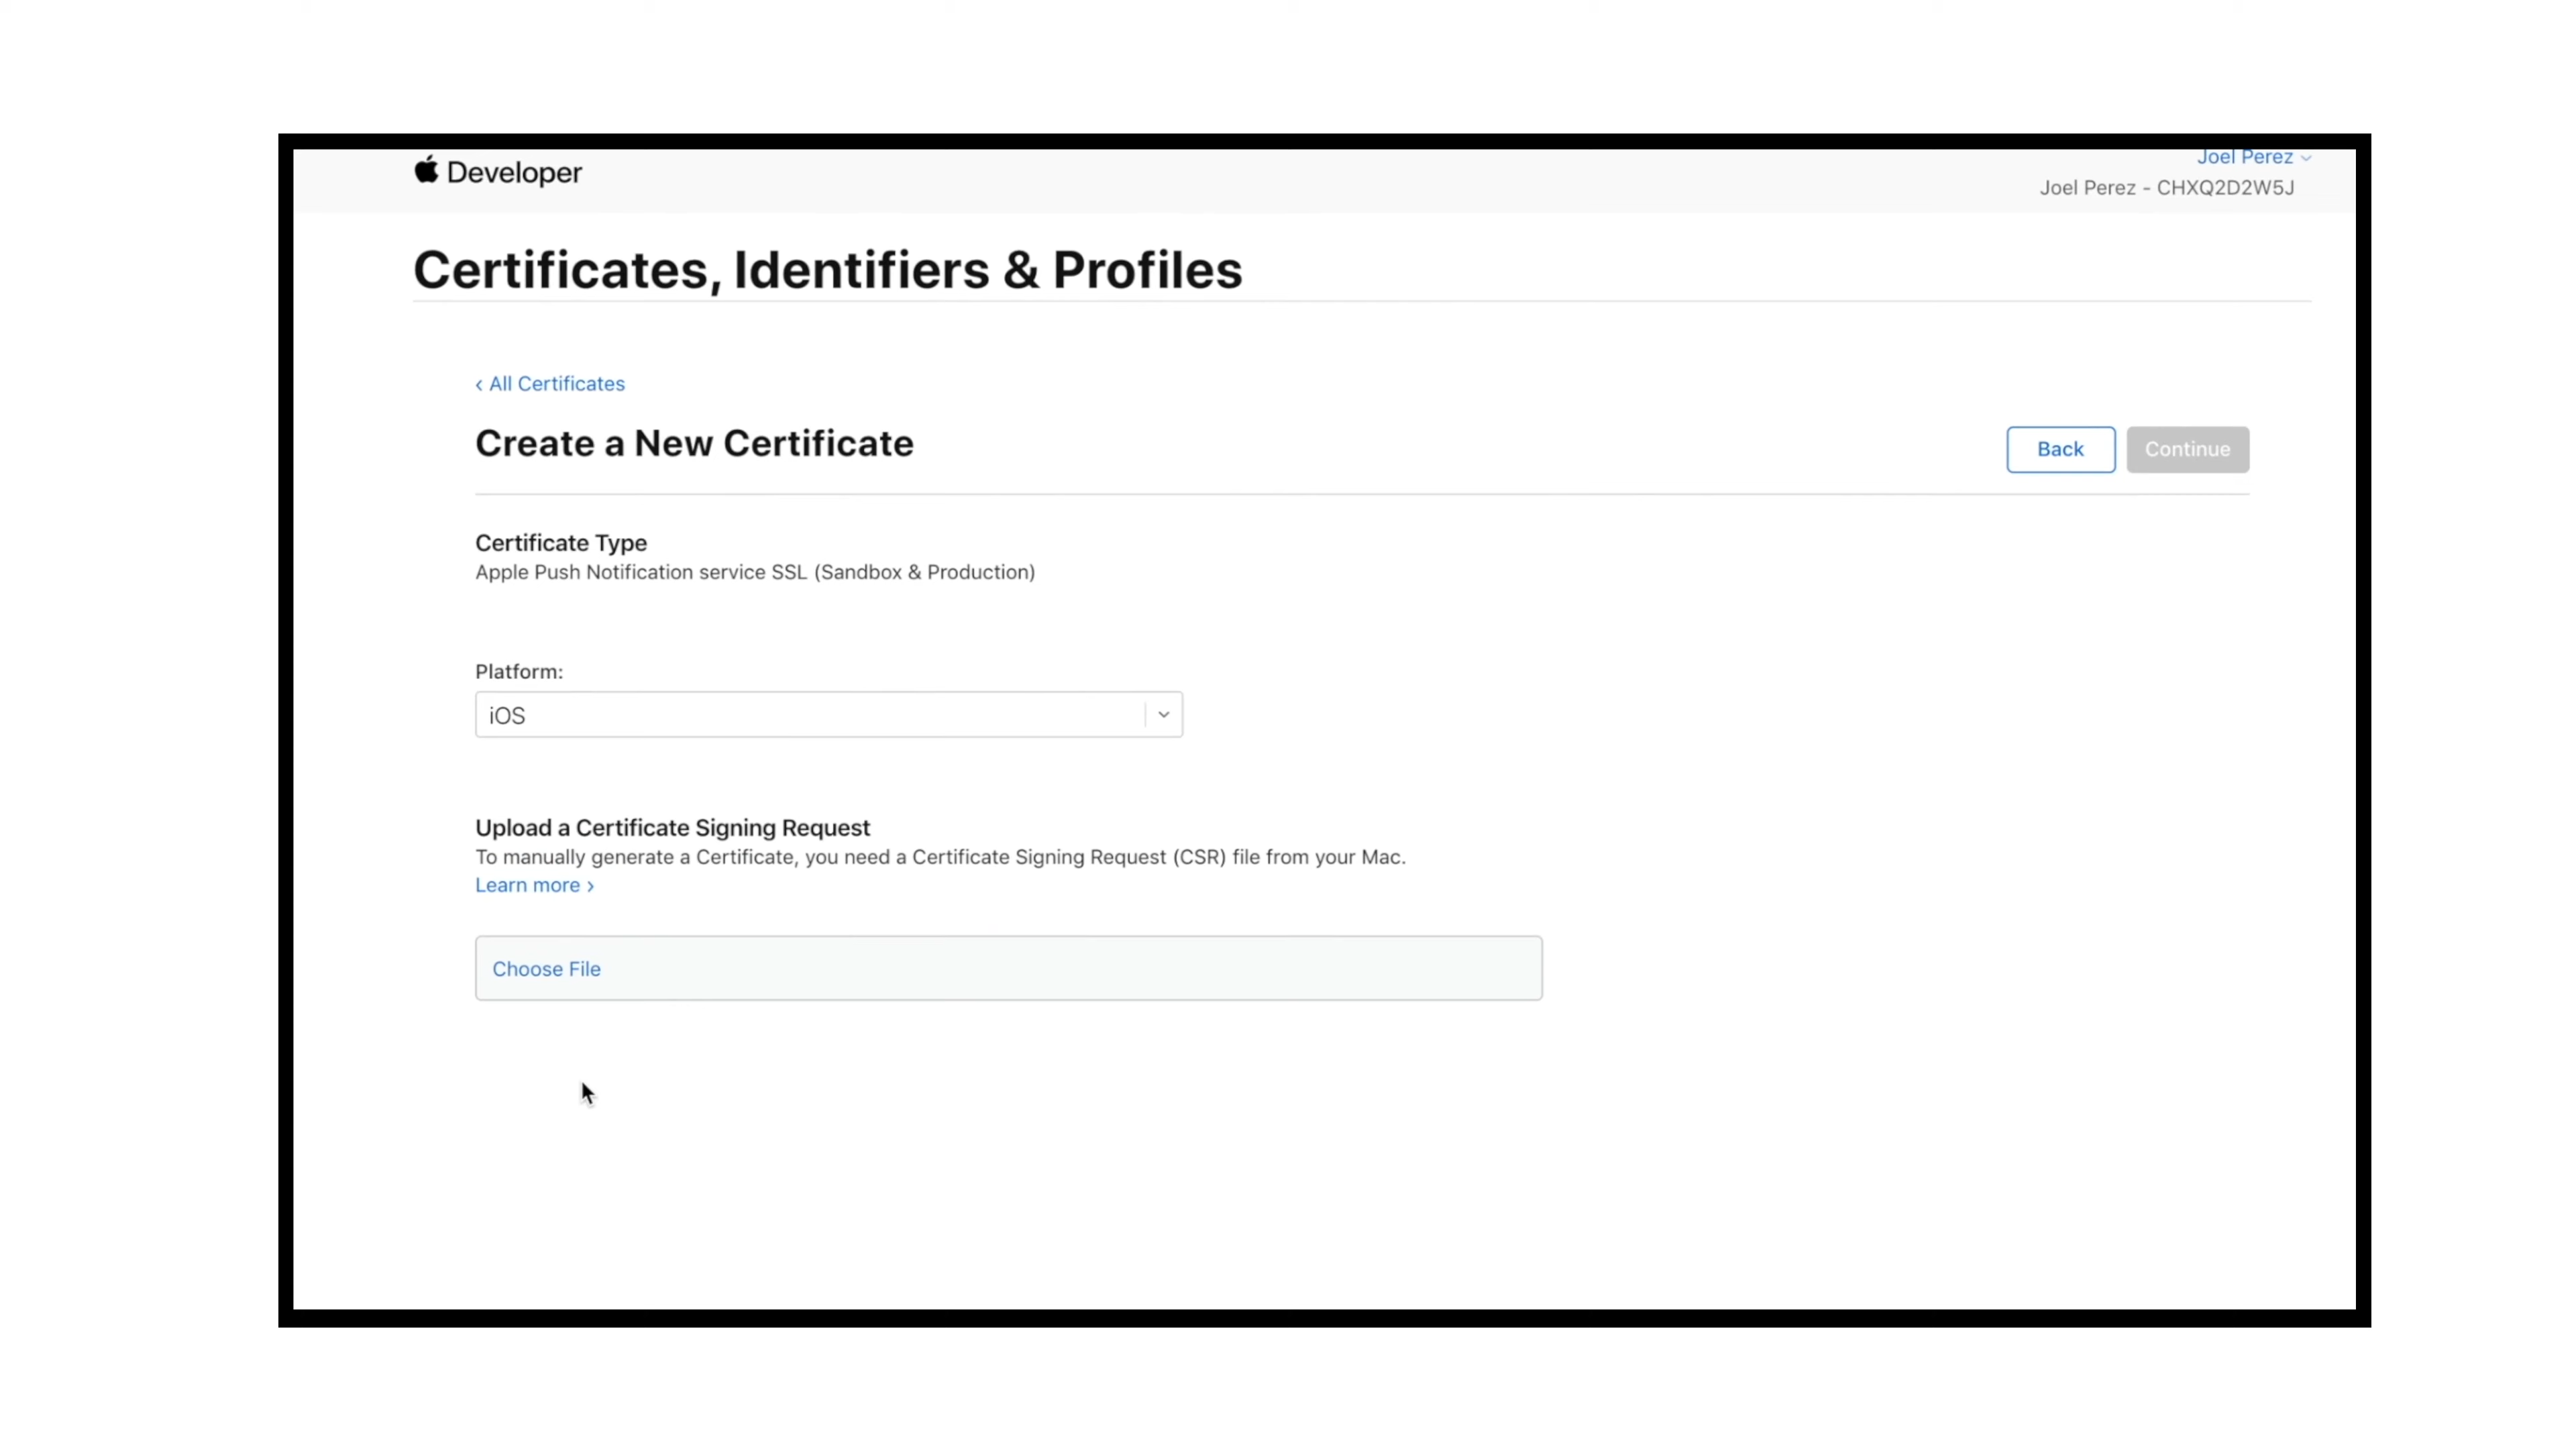 Developer
Joel Perez
Joel Perez - CHXQ2D2W5J
Certificates, Identifiers & Profiles
‹ All Certificates
Create a New Certificate
Back
Continue
Certificate Type
Apple Push Notification service SSL (Sandbox & Production)
Platform:
iOS
Upload a Certificate Signing Request
To manually generate a Certificate, you need a Certificate Signing Request (CSR) file from your Mac.
Learn more ›
Choose File